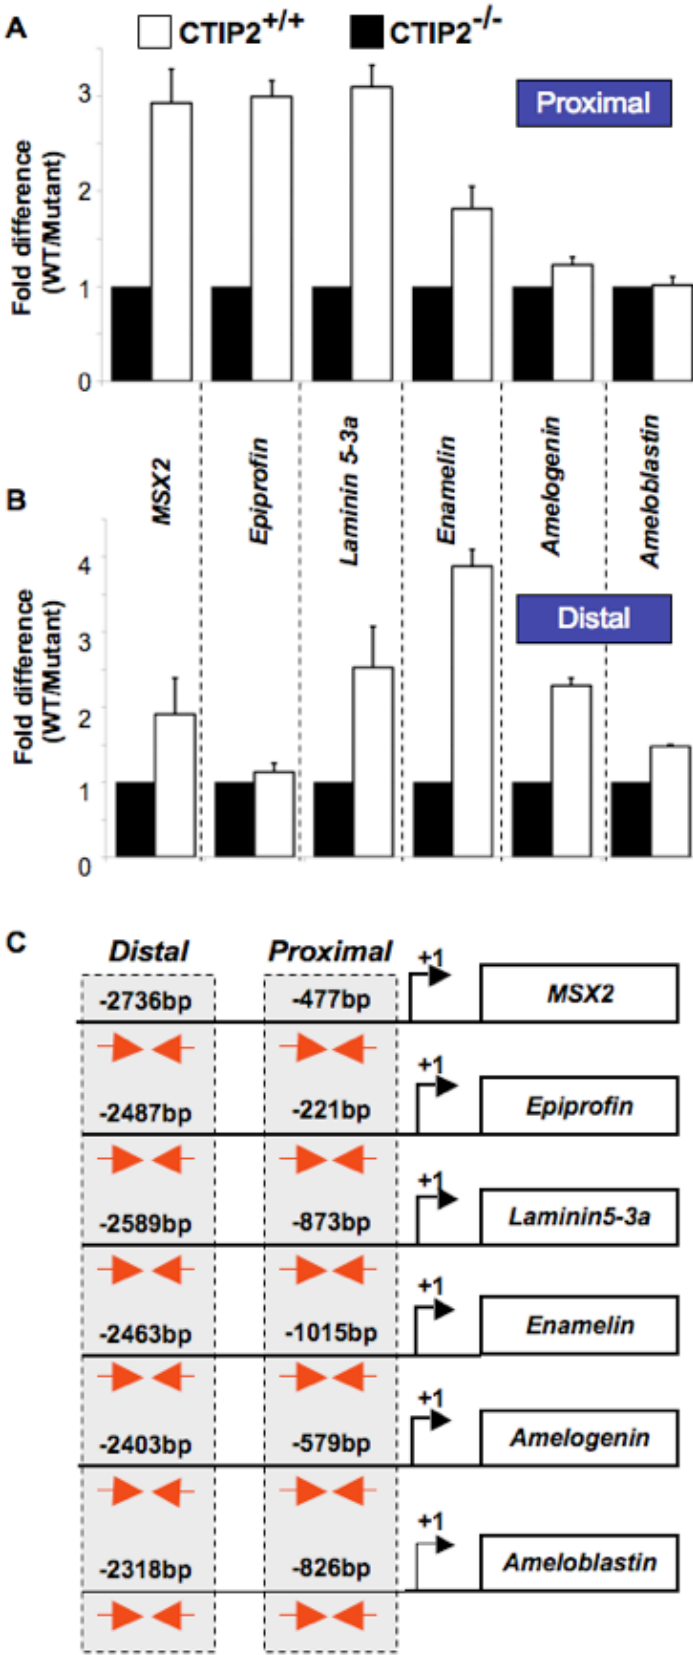 A
CTIP2+/+
CTIP2-/-
Proximal
Fold difference
(WT/Mutant)
3
2
1
0
MSX2
Epiprofin
Laminin 5-3a
Enamelin
Amelogenin
Ameloblastin
B
Distal
Fold difference
(WT/Mutant)
4
3
2
1
0
C
Distal
Proximal
-2736bp
-477bp
+1
MSX2
-2487bp
-221bp
+1
Epiprofin
-2589bp
-873bp
+1
Laminin5-3a
-2463bp
-1015bp
+1
Enamelin
-2403bp
-579bp
+1
Amelogenin
-2318bp
-826bp
+1
Ameloblastin